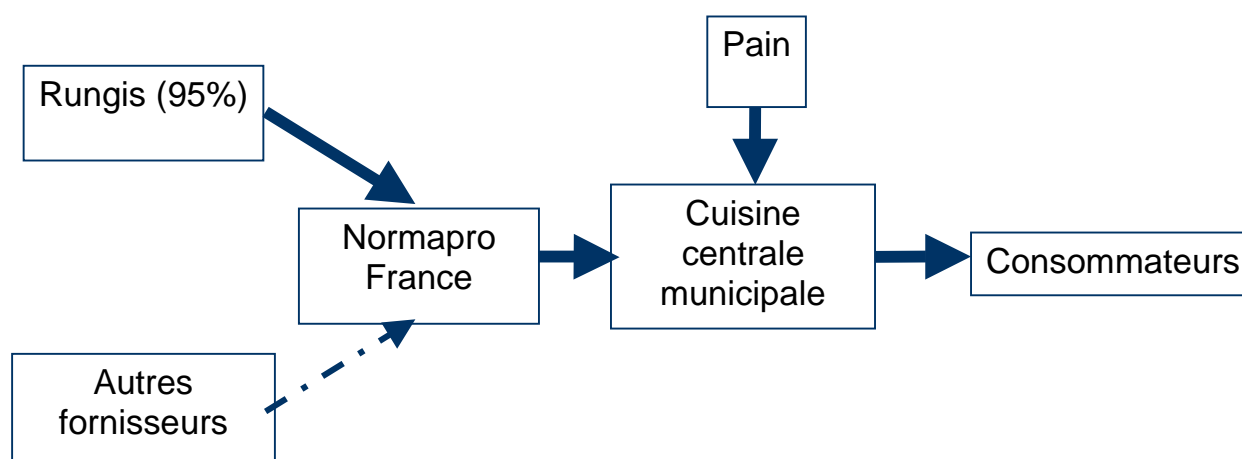 Pain
Rungis (95%)
Normapro
France
Cuisine
centrale
municipale
Consommateurs
Autres
fornisseurs